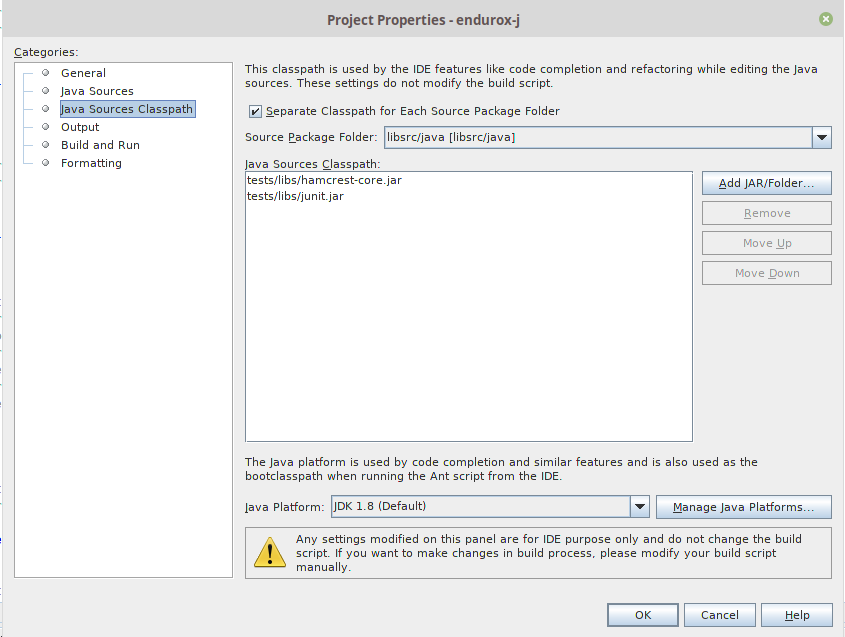 Project Properties - endurox-j
Categories:
General
Java Sources
Java Sources Classpath
Output
Build and Run
Formatting
This classpath is used by the IDE features like code completion and refactoring while editing the Java
sources. These settings do not modify the build script.
Separate Classpath for Each Source Package Folder
Source Package Folder: libsrc/java [libsrc/java]
Java Sources Classpath:
tests/libs/hamcrest-core.jar
tests/libs/junit.jar
Add JAR/Folder...
Remove
Move Up
Move Down
The Java platform is used by code completion and similar features and is also used as the
bootclasspath when running the Ant script from the IDE.
Java Platform: JDK 1.8 (Default) Manage Java Platforms...
Any settings modified on this panel are for IDE purpose only and do not change the build
script. If you want to make changes in build process, please modify your build script
manually.
OK Cancel Help